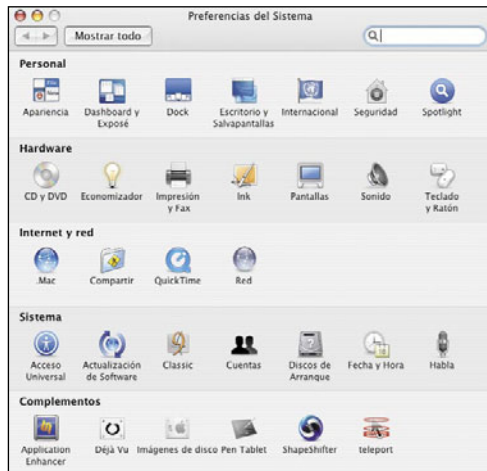 Preferencias del Sistema
Mostrar todo
Personal
Apariencia
Dashboard y Exposé
Dock
Escritorio y Salvapantallas
Internacional
Seguridad
Spotlight
Hardware
CD y DVD
Economizador
Impresión y Fax
Ink
Pantallas
Sonido
Teclado y Ratón
Internet y red
.Mac
Compartir
QuickTime
Red
Sistema
Acceso Universal
Actualización de Software
Classic
Cuentas
Discos de Arranque
Fecha y Hora
Habla
Complementos
Application Enhancer
Déjà Vu
Imágenes de disco
Pen Tablet
ShapeShifter
teleport